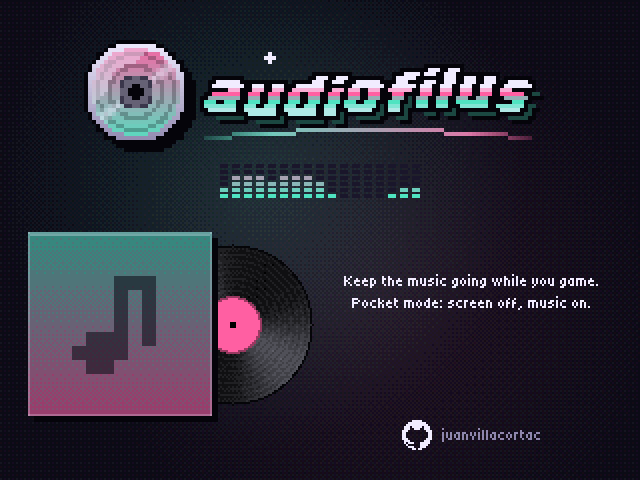 audiofilus
Keep the music going while you game.
Pocket mode: screen off, music on.
juanvillacortac